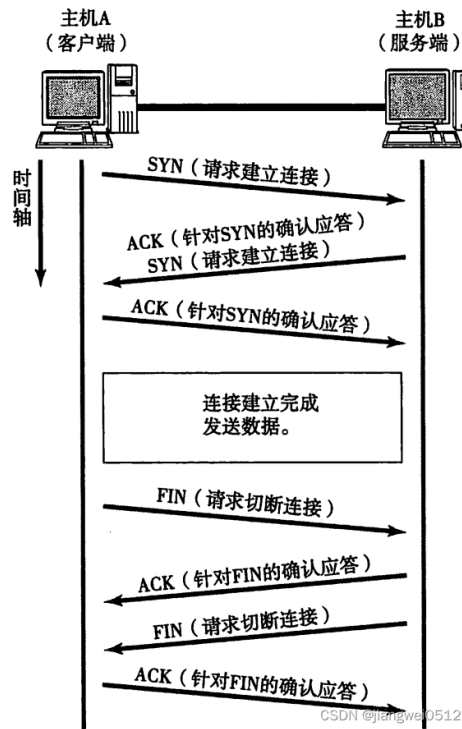 主机A
（客户端）
主机B
（服务端）
时间轴
SYN（请求建立连接）
ACK（针对SYN的确认应答）
SYN（请求建立连接）
ACK（针对SYN的确认应答）
连接建立完成
发送数据。
FIN（请求切断连接）
ACK（针对FIN的确认应答）
FIN（请求切断连接）
ACK（针对FIN的确认应答）
CSDN @jiangwei0512